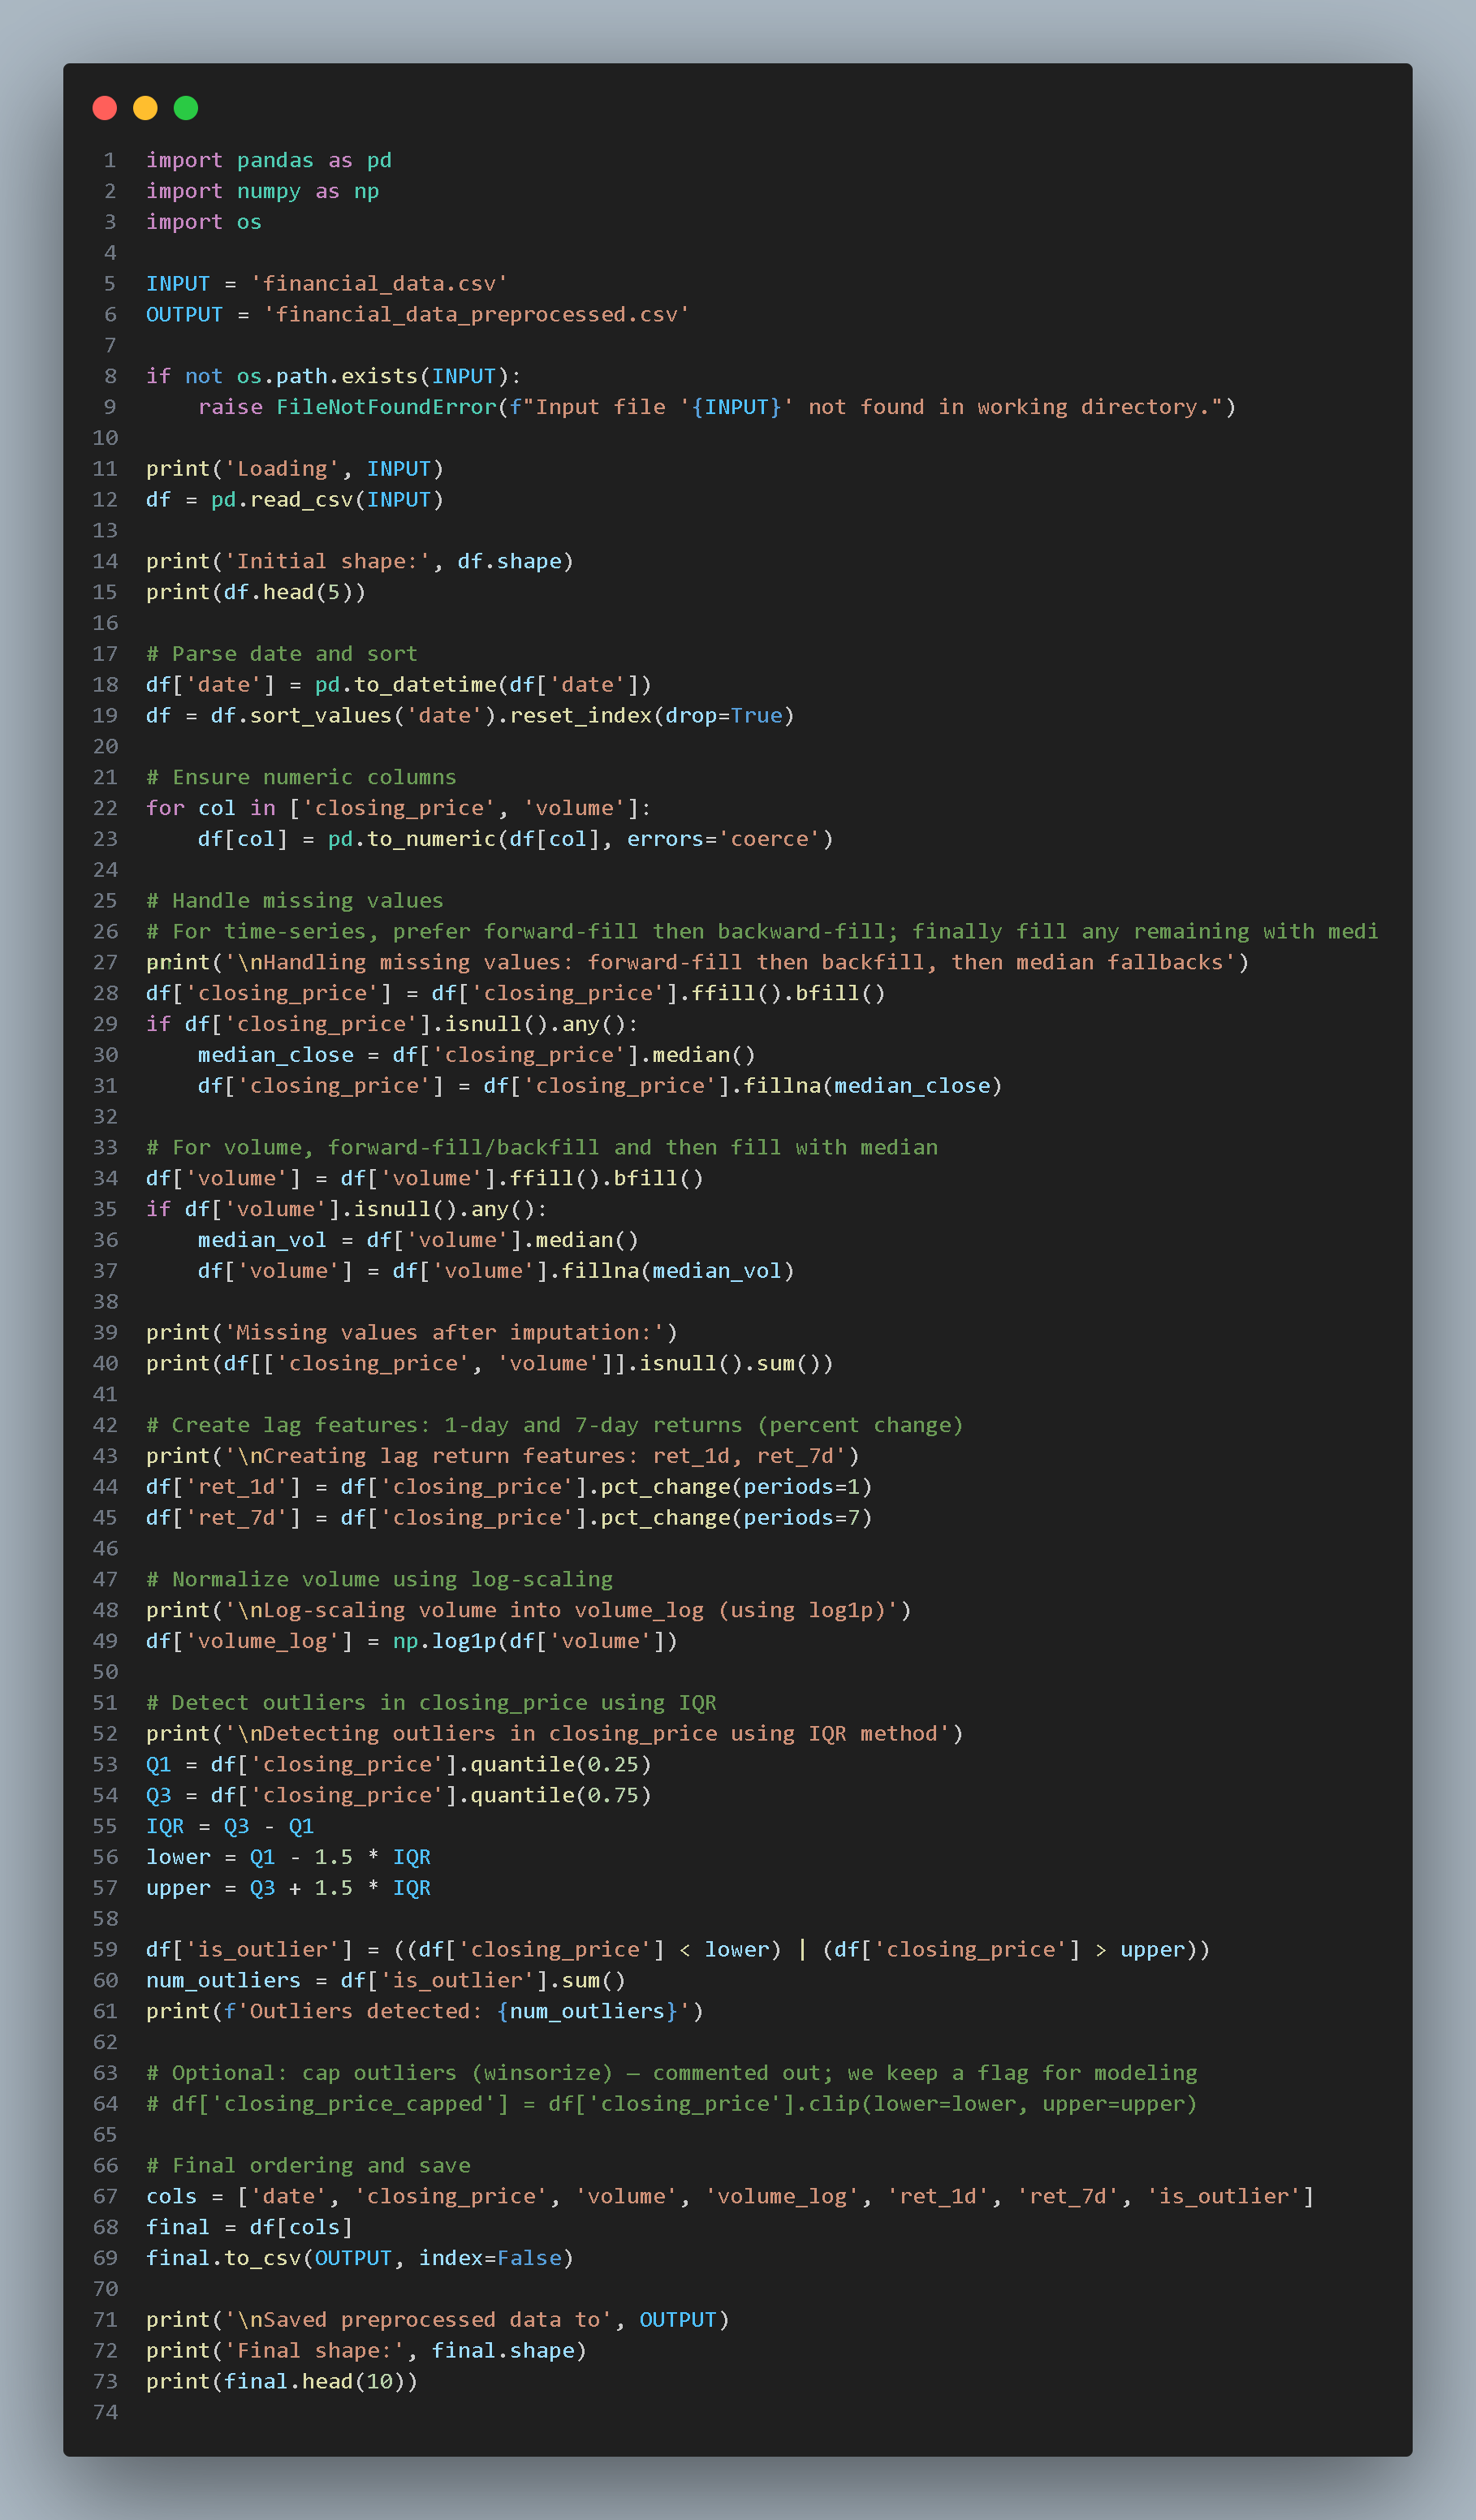 1 import pandas as pd
2 import numpy as np
3 import os
4
5 INPUT = 'financial_data.csv'
6 OUTPUT = 'financial_data_preprocessed.csv'
7
8 if not os.path.exists(INPUT):
9     raise FileNotFoundError(f"Input file '{INPUT}' not found in working directory.")
10
11 print('Loading', INPUT)
12 df = pd.read_csv(INPUT)
13
14 print('Initial shape:', df.shape)
15 print(df.head(5))
16
17 # Parse date and sort
18 df['date'] = pd.to_datetime(df['date'])
19 df = df.sort_values('date').reset_index(drop=True)
20
21 # Ensure numeric columns
22 for col in ['closing_price', 'volume']:
23     df[col] = pd.to_numeric(df[col], errors='coerce')
24
25 # Handle missing values
26 # For time-series, prefer forward-fill then backward-fill; finally fill any remaining with medi
27 print('\nHandling missing values: forward-fill then backfill, then median fallbacks')
28 df['closing_price'] = df['closing_price'].ffill().bfill()
29 if df['closing_price'].isnull().any():
30     median_close = df['closing_price'].median()
31     df['closing_price'] = df['closing_price'].fillna(median_close)
32
33 # For volume, forward-fill/backfill and then fill with median
34 df['volume'] = df['volume'].ffill().bfill()
35 if df['volume'].isnull().any():
36     median_vol = df['volume'].median()
37     df['volume'] = df['volume'].fillna(median_vol)
38
39 print('Missing values after imputation:')
40 print(df[['closing_price', 'volume']].isnull().sum())
41
42 # Create lag features: 1-day and 7-day returns (percent change)
43 print('\nCreating lag return features: ret_1d, ret_7d')
44 df['ret_1d'] = df['closing_price'].pct_change(periods=1)
45 df['ret_7d'] = df['closing_price'].pct_change(periods=7)
46
47 # Normalize volume using log-scaling
48 print('\nLog-scaling volume into volume_log (using log1p)')
49 df['volume_log'] = np.log1p(df['volume'])
50
51 # Detect outliers in closing_price using IQR
52 print('\nDetecting outliers in closing_price using IQR method')
53 Q1 = df['closing_price'].quantile(0.25)
54 Q3 = df['closing_price'].quantile(0.75)
55 IQR = Q3 - Q1
56 lower = Q1 - 1.5 * IQR
57 upper = Q3 + 1.5 * IQR
58
59 df['is_outlier'] = ((df['closing_price'] < lower) | (df['closing_price'] > upper))
60 num_outliers = df['is_outlier'].sum()
61 print(f'Outliers detected: {num_outliers}')
62
63 # Optional: cap outliers (winsorize) — commented out; we keep a flag for modeling
64 # df['closing_price_capped'] = df['closing_price'].clip(lower=lower, upper=upper)
65
66 # Final ordering and save
67 cols = ['date', 'closing_price', 'volume', 'volume_log', 'ret_1d', 'ret_7d', 'is_outlier']
68 final = df[cols]
69 final.to_csv(OUTPUT, index=False)
70
71 print('\nSaved preprocessed data to', OUTPUT)
72 print('Final shape:', final.shape)
73 print(final.head(10))
74